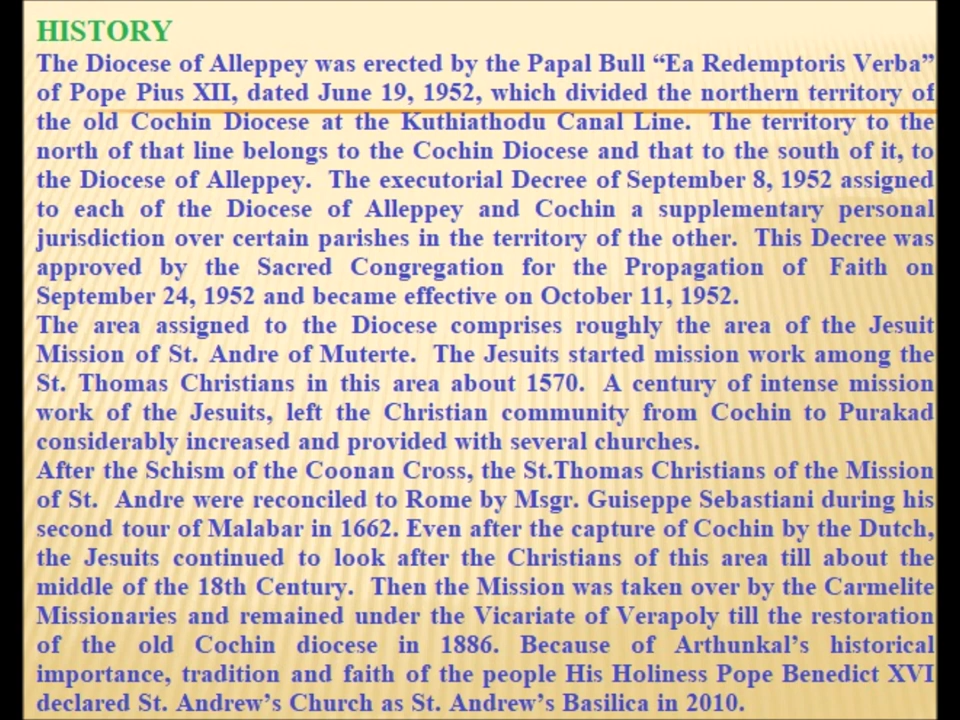 HISTORY
The Diocese of Alleppey was erected by the Papal Bull “Ea Redemptoris Verba”
of Pope Pius XII, dated June 19, 1952, which divided the northern territory of
the old Cochin Diocese at the Kuthiathodu Canal Line. The territory to the
north of that line belongs to the Cochin Diocese and that to the south of it, to
the Diocese of Alleppey. The executorial Decree of September 8, 1952 assigned
to each of the Diocese of Alleppey and Cochin a supplementary personal
jurisdiction over certain parishes in the territory of the other. This Decree was
approved by the Sacred Congregation for the Propagation of Faith on
September 24, 1952 and became effective on October 11, 1952.
The area assigned to the Diocese comprises roughly the area of the Jesuit
Mission of St. Andre of Muterte. The Jesuits started mission work among the
St. Thomas Christians in this area about 1570. A century of intense mission
work of the Jesuits, left the Christian community from Cochin to Purakad
considerably increased and provided with several churches.
After the Schism of the Coonan Cross, the St.Thomas Christians of the Mission
of St. Andre were reconciled to Rome by Msgr. Guiseppe Sebastiani during his
second tour of Malabar in 1662. Even after the capture of Cochin by the Dutch,
the Jesuits continued to look after the Christians of this area till about the
middle of the 18th Century. Then the Mission was taken over by the Carmelite
Missionaries and remained under the Vicariate of Verapoly till the restoration
of the old Cochin diocese in 1886. Because of Arthunkal’s historical
importance, tradition and faith of the people His Holiness Pope Benedict XVI
declared St. Andrew’s Church as St. Andrew’s Basilica in 2010.